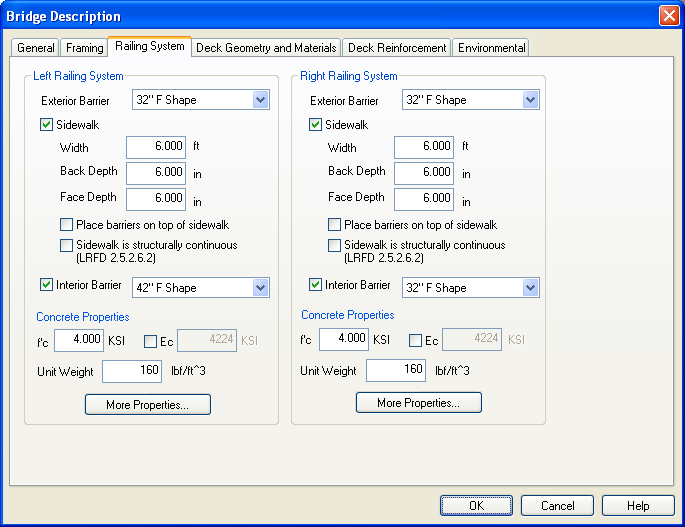 Bridge Description
General Framing Railing System Deck Geometry and Materials Deck Reinforcement Environmental
Left Railing System
Exterior Barrier 32" F Shape
Sidewalk
Width 6.000 ft
Back Depth 6.000 in
Face Depth 6.000 in
Place barriers on top of sidewalk
Sidewalk is structurally continuous
(LRFD 2.5.2.6.2)
Interior Barrier 42" F Shape
Concrete Properties
f'c 4.000 KSI Ec 4224 KSI
Unit Weight 160 lbf/ft^3
More Properties...
Right Railing System
Exterior Barrier 32" F Shape
Sidewalk
Width 6.000 ft
Back Depth 6.000 in
Face Depth 6.000 in
Place barriers on top of sidewalk
Sidewalk is structurally continuous
(LRFD 2.5.2.6.2)
Interior Barrier 32" F Shape
Concrete Properties
f'c 4.000 KSI Ec 4224 KSI
Unit Weight 160 lbf/ft^3
More Properties...
OK Cancel Help